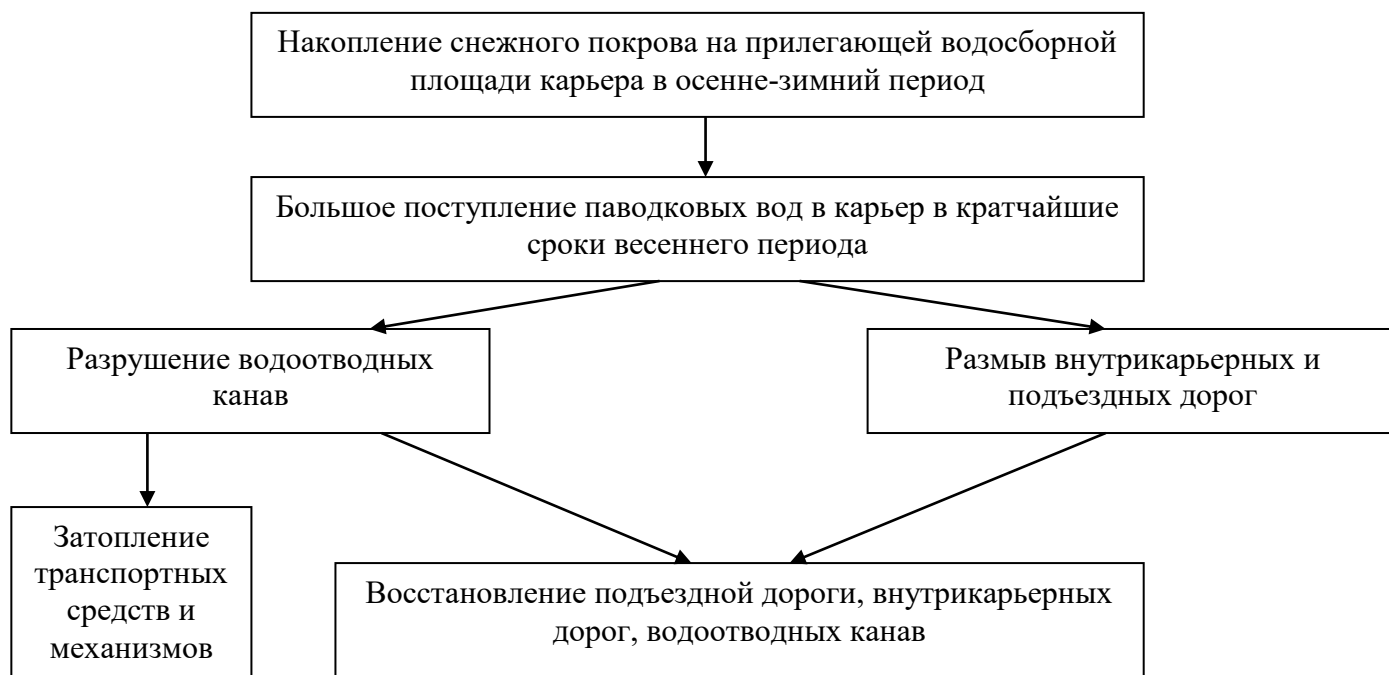 Накопление снежного покрова на прилегающей водосборной
площади карьера в осенне-зимний период
Большое поступление паводковых вод в карьер в кратчайшие
сроки весеннего периода
Разрушение водоотводных
канав
Размыв внутрикарьерных и
подъездных дорог
Затопление
транспортных
средств и
механизмов
Восстановление подъездной дороги, внутрикарьерных
дорог, водоотводных канав